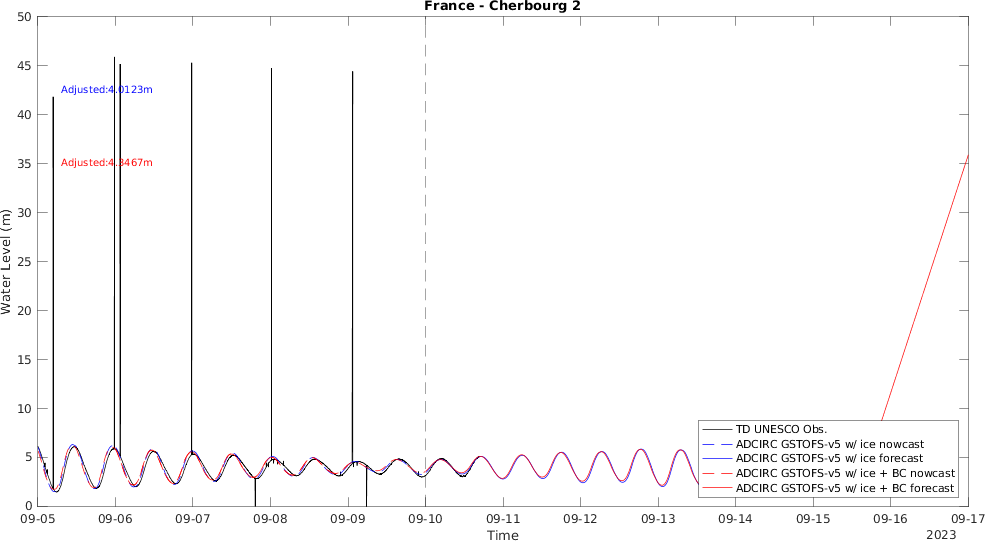 France - Cherbourg 2
50
45
40
35
30
25
20
15
10
5
0
Water Level (m)
Adjusted:4.0123m
Adjusted:4.3467m
TD UNESCO Obs.
ADCIRC GSTOFS-v5 w/ ice nowcast
ADCIRC GSTOFS-v5 w/ ice forecast
ADCIRC GSTOFS-v5 w/ ice + BC nowcast
ADCIRC GSTOFS-v5 w/ ice + BC forecast
09-05 09-06 09-07 09-08 09-09 09-10 09-11 09-12 09-13 09-14 09-15 09-16 09-17
Time
2023